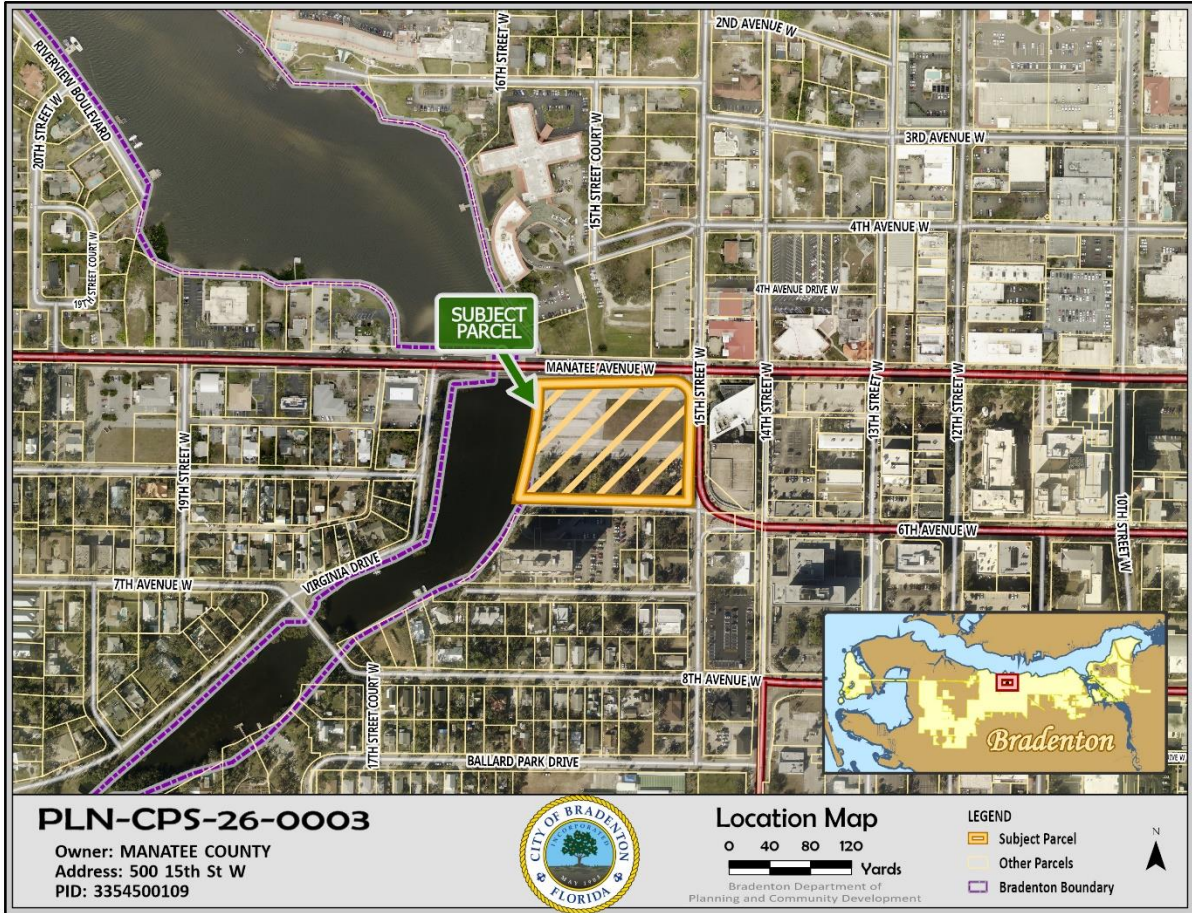 2ND AVENUE W
16TH STREET W
RIVERVIEW BOULEVARD
20TH STREET W
15TH STREET COURT W
3RD AVENUE W
4TH AVENUE W
19TH STREET COURT W
4TH AVENUE DRIVE W
SUBJECT
PARCEL
MANATEE AVENUE W
15TH STREET W
14TH STREET W
13TH STREET W
12TH STREET W
10TH STREET W
19TH STREET W
6TH AVENUE W
7TH AVENUE W
VIRGINIA DRIVE
8TH AVENUE W
17TH STREET COURT W
BALLARD PARK DRIVE
Bradenton
PLN-CPS-26-0003
Owner: MANATEE COUNTY
Address: 500 15th St W
PID: 3354500109
CITY OF BRADENTON
INCORPORATED
MAY 1903
FLORIDA
Location Map
0 40 80 120
Yards
Bradenton Department of
Planning and Community Development
LEGEND
Subject Parcel
Other Parcels
Bradenton Boundary
N